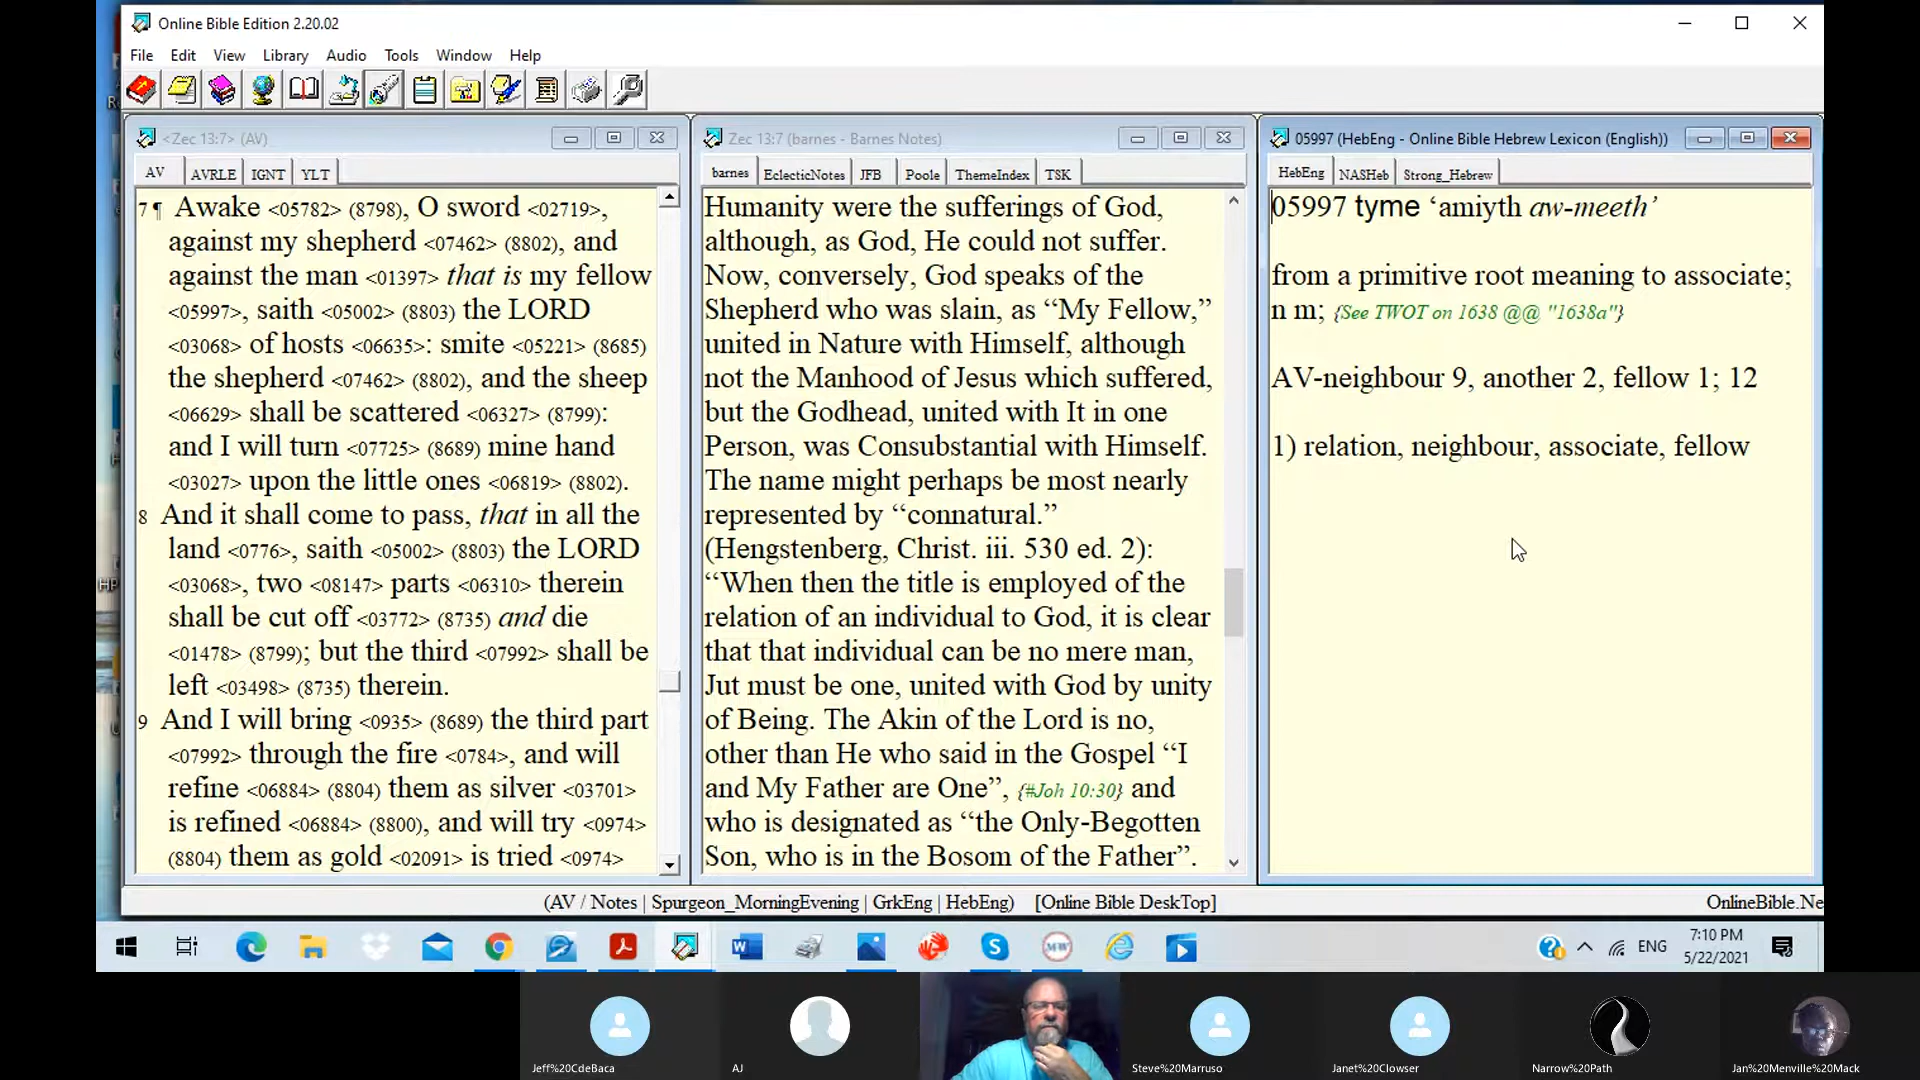 Online Bible Edition 2.20.02
File Edit View Library Audio Tools Window Help
<Zec 13:7> (AV)
AV AVRLE IGNT YLT
7 ¶ Awake <05782> (8798), O sword <02719>,
against my shepherd <07462> (8802), and
against the man <01397> that is my fellow
<05997>, saith <05002> (8803) the LORD
<03068> of hosts <06635>: smite <05221> (8685)
the shepherd <07462> (8802), and the sheep
<06629> shall be scattered <06327> (8799):
and I will turn <07725> (8689) mine hand
<03027> upon the little ones <06819> (8802).
8 And it shall come to pass, that in all the
land <0776>, saith <05002> (8803) the LORD
<03068>, two <08147> parts <06310> therein
shall be cut off <03772> (8735) and die
<01478> (8799); but the third <07992> shall be
left <03498> (8735) therein.
9 And I will bring <0935> (8689) the third part
<07992> through the fire <0784>, and will
refine <06884> (8804) them as silver <03701>
is refined <06884> (8800), and will try <0974>
(8804) them as gold <02091> is tried <0974>
Zec 13:7 (barnes - Barnes Notes)
barnes EclecticNotes JFB Poole ThemeIndex TSK
Humanity were the sufferings of God,
although, as God, He could not suffer.
Now, conversely, God speaks of the
Shepherd who was slain, as “My Fellow,”
united in Nature with Himself, although
not the Manhood of Jesus which suffered,
but the Godhead, united with It in one
Person, was Consubstantial with Himself.
The name might perhaps be most nearly
represented by “connatural.”
(Hengstenberg, Christ. iii. 530 ed. 2):
“When then the title is employed of the
relation of an individual to God, it is clear
that that individual can be no mere man,
Jut must be one, united with God by unity
of Being. The Akin of the Lord is no,
other than He who said in the Gospel “I
and My Father are One”, {#Joh 10:30} and
who is designated as “the Only-Begotten
Son, who is in the Bosom of the Father”.
05997 (HebEng - Online Bible Hebrew Lexicon (English))
HebEng NASHeb Strong_Hebrew
05997 tyme ‘amiyth aw-meeth’
from a primitive root meaning to associate;
n m; {See TWOT on 1638 @@ "1638a"}
AV-neighbour 9, another 2, fellow 1; 12
1) relation, neighbour, associate, fellow
(AV / Notes | Spurgeon_MorningEvening | GrkEng | HebEng) [Online Bible DeskTop] OnlineBible.Ne
ENG
7:10 PM
5/22/2021
Jeff%20CdeBaca AJ Steve%20Marruso Janet%20Clowser Narrow%20Path Jan%20Menville%20Mack